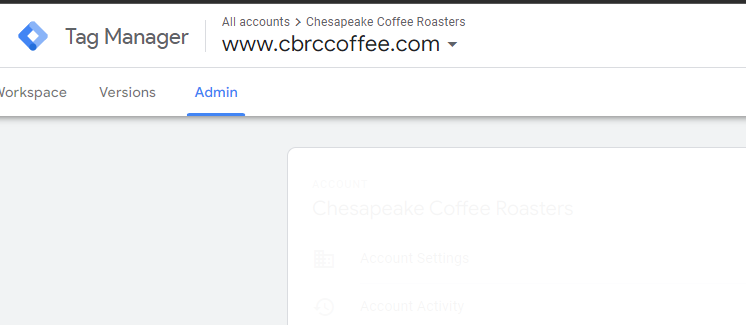 All accounts > Chesapeake Coffee Roasters
Tag Manager
www.cbrccoffee.com
Workspace Versions Admin
ACCOUNT
Chesapeake Coffee Roasters
Account Settings
Account Activity